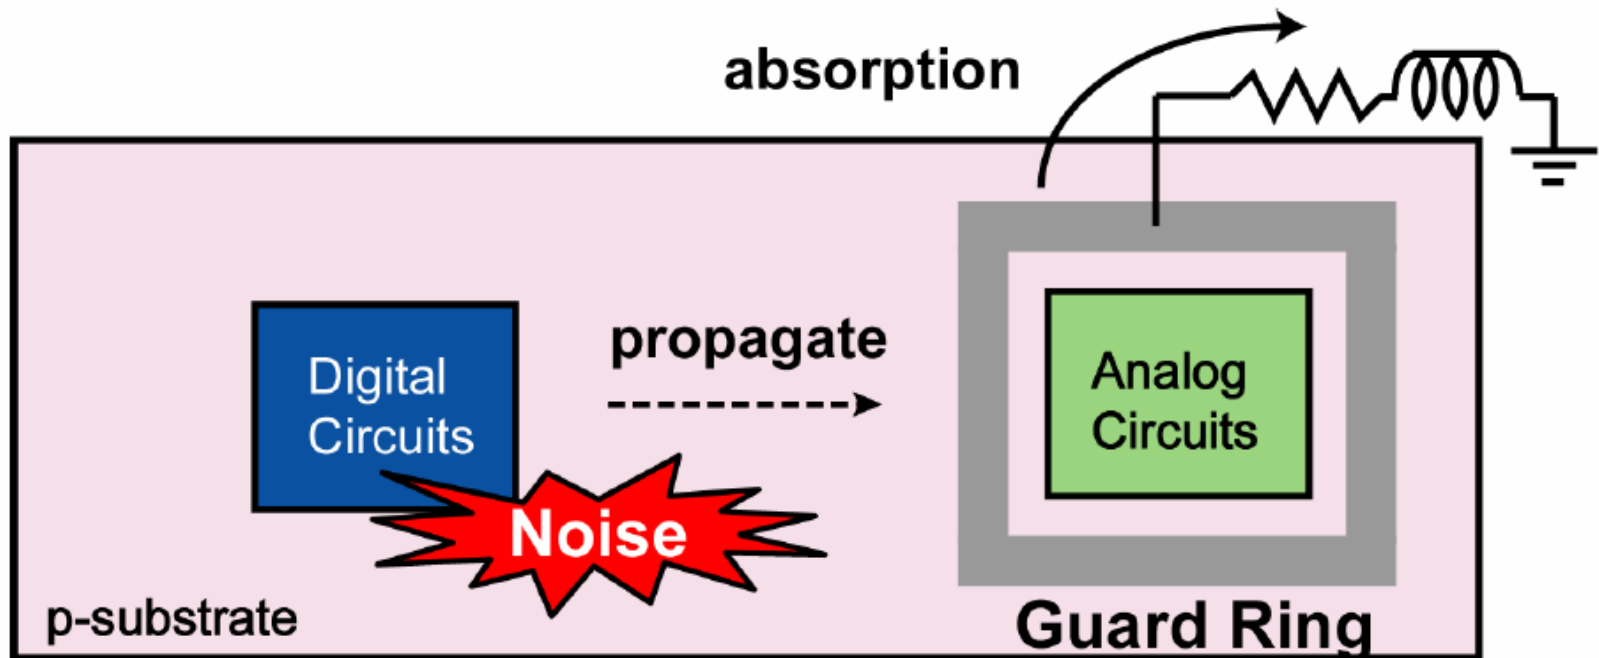 absorption
propagate
Digital
Circuits
Analog
Circuits
Noise
p-substrate
Guard Ring